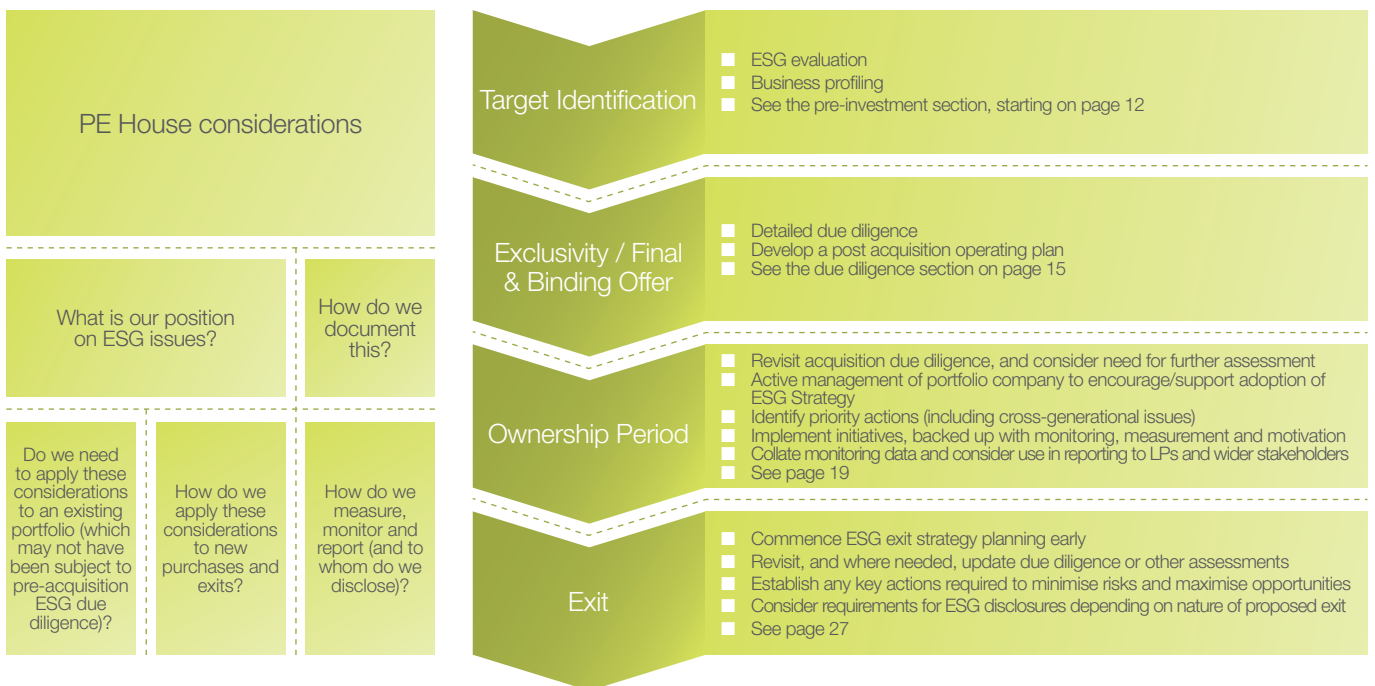 PE House considerations
What is our position
on ESG issues?
How do we
document
this?
Do we need
to apply these
considerations
to an existing
portfolio (which
may not have
been subject to
pre-acquisition
ESG due
diligence)?
How do we
apply these
considerations
to new
purchases and
exits?
How do we
measure,
monitor and
report (and to
whom do we
disclose)?
Target Identification
ESG evaluation
Business profiling
See the pre-investment section, starting on page 12
Exclusivity / Final
& Binding Offer
Detailed due diligence
Develop a post acquisition operating plan
See the due diligence section on page 15
Ownership Period
Revisit acquisition due diligence, and consider need for further assessment
Active management of portfolio company to encourage/support adoption of
ESG Strategy
Identify priority actions (including cross-generational issues)
Implement initiatives, backed up with monitoring, measurement and motivation
Collate monitoring data and consider use in reporting to LPs and wider stakeholders
See page 19
Exit
Commence ESG exit strategy planning early
Revisit, and where needed, update due diligence or other assessments
Establish any key actions required to minimise risks and maximise opportunities
Consider requirements for ESG disclosures depending on nature of proposed exit
See page 27